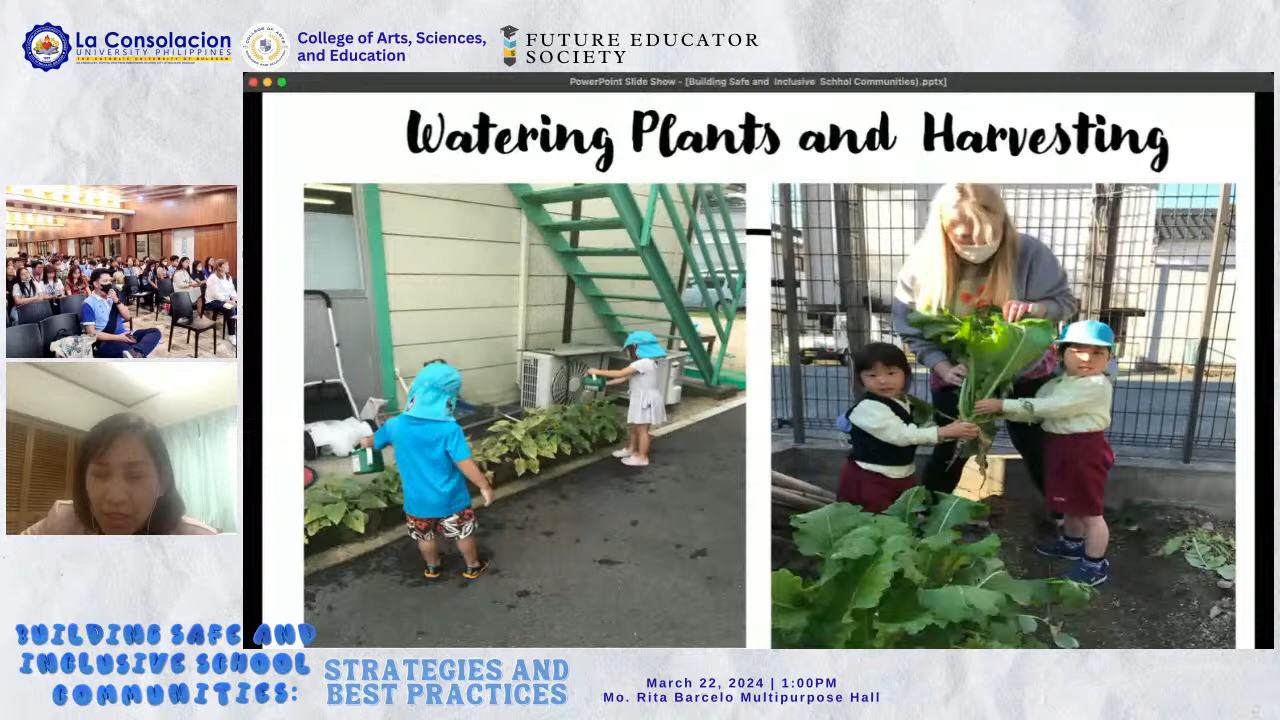 La Consolacion
UNIVERSITY PHILIPPINES
College of Arts, Sciences,
and Education
FUTURE EDUCATOR
SOCIETY
PowerPoint Slide Show - [Building Safe and Inclusive Schhol Communities).pptx]
Watering Plants and Harvesting
BUILDING SAFE AND
INCLUSIVE SCHOOL
COMMUNITIES:
STRATEGIES AND
BEST PRACTICES
March 22, 2024 | 1:00PM
Mo. Rita Barcelo Multipurpose Hall